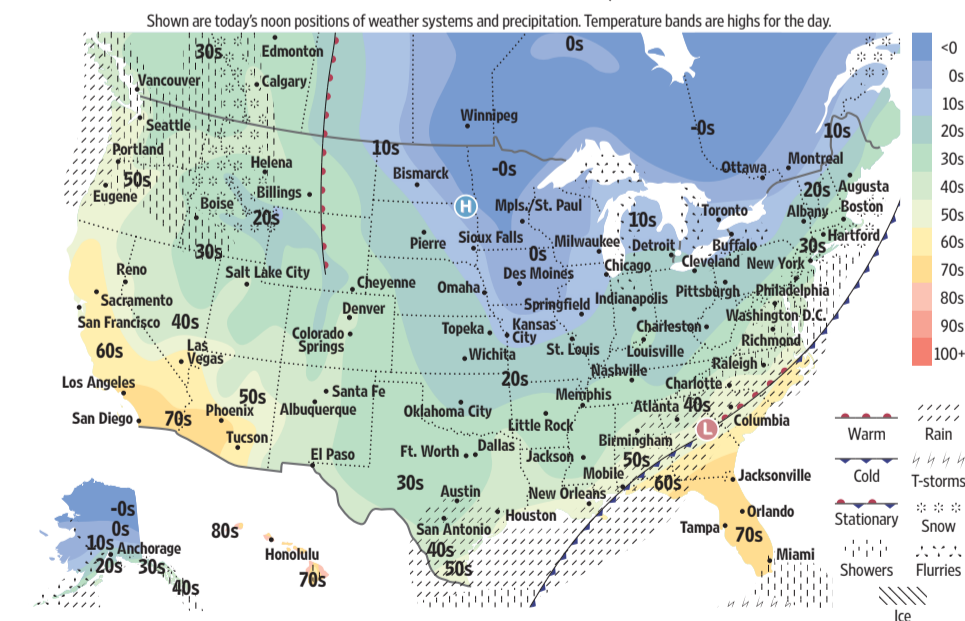 Shown are today's noon positions of weather systems and precipitation. Temperature bands are highs for the day.
30s
Edmonton
0s
<0
Vancouver
Calgary
0s
10s
Seattle
Winnipeg
-0s
10s
20s
Portland
50s
Eugene
Helena
Billings
10s
Bismarck
-0s
Ottawa
Montreal
30s
Boise
20s
H
Mpls./St. Paul
10s
Toronto
20s
Augusta
Albany
Boston
40s
30s
Pierre
Sioux Falls
0s
Milwaukee
Detroit
Buffalo
30s
Hartford
50s
Reno
Salt Lake City
Cheyenne
Omaha
Des Moines
Chicago
Cleveland
New York
60s
Sacramento
San Francisco
40s
Denver
Colorado
Springs
Springfield
Indianapolis
Pittsburgh
Philadelphia
70s
Washington D.C.
80s
60s
Las
Vegas
Topeka
Kansas
City
Wichita
St. Louis
Louisville
Charleston
Richmond
90s
100+
Los Angeles
50s
Santa Fe
20s
Nashville
Raleigh
San Diego
70s
Phoenix
Albuquerque
Oklahoma City
Memphis
Charlotte
Little Rock
Atlanta
40s
L
Columbia
Tucson
El Paso
Ft. Worth
Dallas
Jackson
Birmingham
50s
Mobile
60s
Jacksonville
30s
Austin
New Orleans
Houston
Orlando
Tampa
70s
San Antonio
40s
50s
Miami
-0s
0s
10s
Anchorage
20s
30s
40s
80s
Honolulu
70s
Warm
Rain
Cold
T-storms
Stationary
Snow
Showers
Flurries
Ice